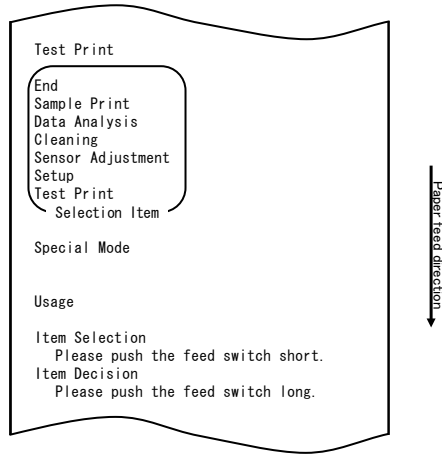 Test Print
End
Sample Print
Data Analysis
Cleaning
Sensor Adjustment
Setup
Test Print
Selection Item
Special Mode
Usage
Item Selection
Please push the feed switch short.
Item Decision
Please push the feed switch long.
Paper feed direction